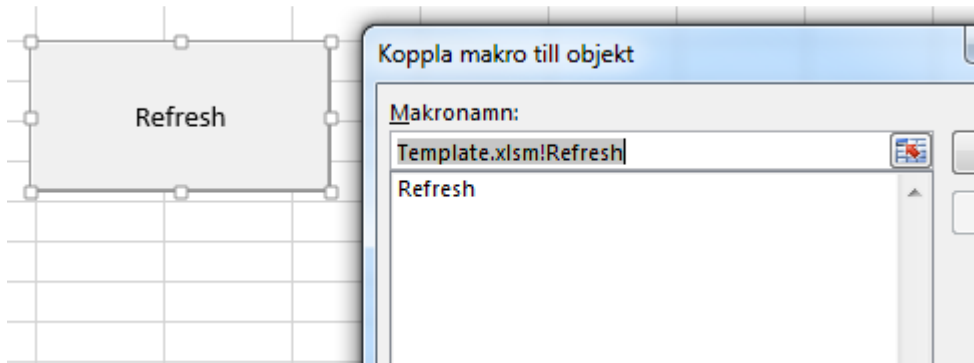 Refresh
Koppla makro till objekt
Makronamn:
Template.xlsm!Refresh
Refresh